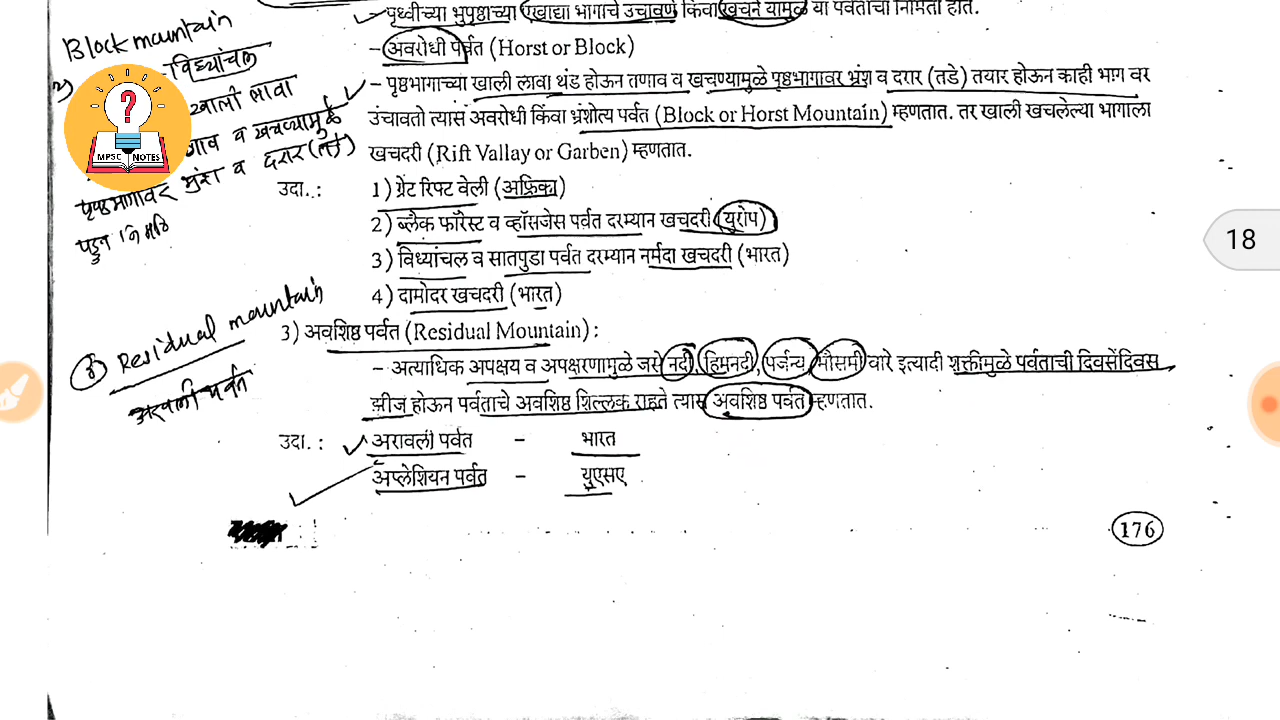 पृथ्वीच्या भुपृष्ठाच्या एखाद्या भागाचे उचावणे किंवा खचने यामुळे या पर्वताची निर्मिती होते.
Block mountain
- अवरोधी पर्वत (Horst or Block)
विंध्यांचल
- पृष्ठभागाच्या खाली लावा थंड होऊन तणाव व खचण्यामुळे पृष्ठभागावर भ्रंश व दरार (तडे) तयार होऊन काही भाग वर
खाली लावा
उंचावतो त्यास अवरोधी किंवा भ्रंशोत्य पर्वत (Block or Horst Mountain) म्हणतात. तर खाली खचलेल्या भागाला
व खचण्यामुळे
खचदरी (Rift Vallay or Garben) म्हणतात.
पृष्ठभागावर भ्रंश व दरार
MPSC NOTES
उदा. : 1) ग्रेट रिफ्ट वेली (अफ्रिका)
2) ब्लॅक फॉरेस्ट व व्हॉसजेस पर्वत दरम्यान खचदरी (युरोप)
3) विध्यांचल व सातपुडा पर्वत दरम्यान नर्मदा खचदरी (भारत)
18
4) दामोदर खचदरी (भारत)
Residual mountain
अरवली पर्वत
3) अवशिष्ठ पर्वत (Residual Mountain) :
- अत्याधिक अपक्षय व अपक्षरणामुळे जसे नदी, हिमनदी, पर्जन्य मौसमी वारे इत्यादी शक्तीमुळे पर्वताची दिवसेंदिवस
झीज होऊन पर्वताचे अवशिष्ठ शिल्लक राहते त्यास अवशिष्ठ पर्वत म्हणतात.
उदा. : अरावली पर्वत - भारत
अप्लेशियन पर्वत - युएसए
176